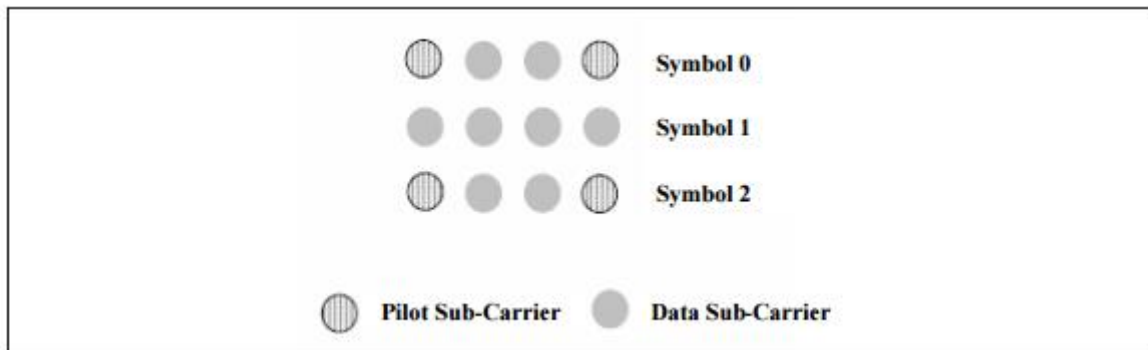 Symbol 0
Symbol 1
Symbol 2
Pilot Sub-Carrier Data Sub-Carrier